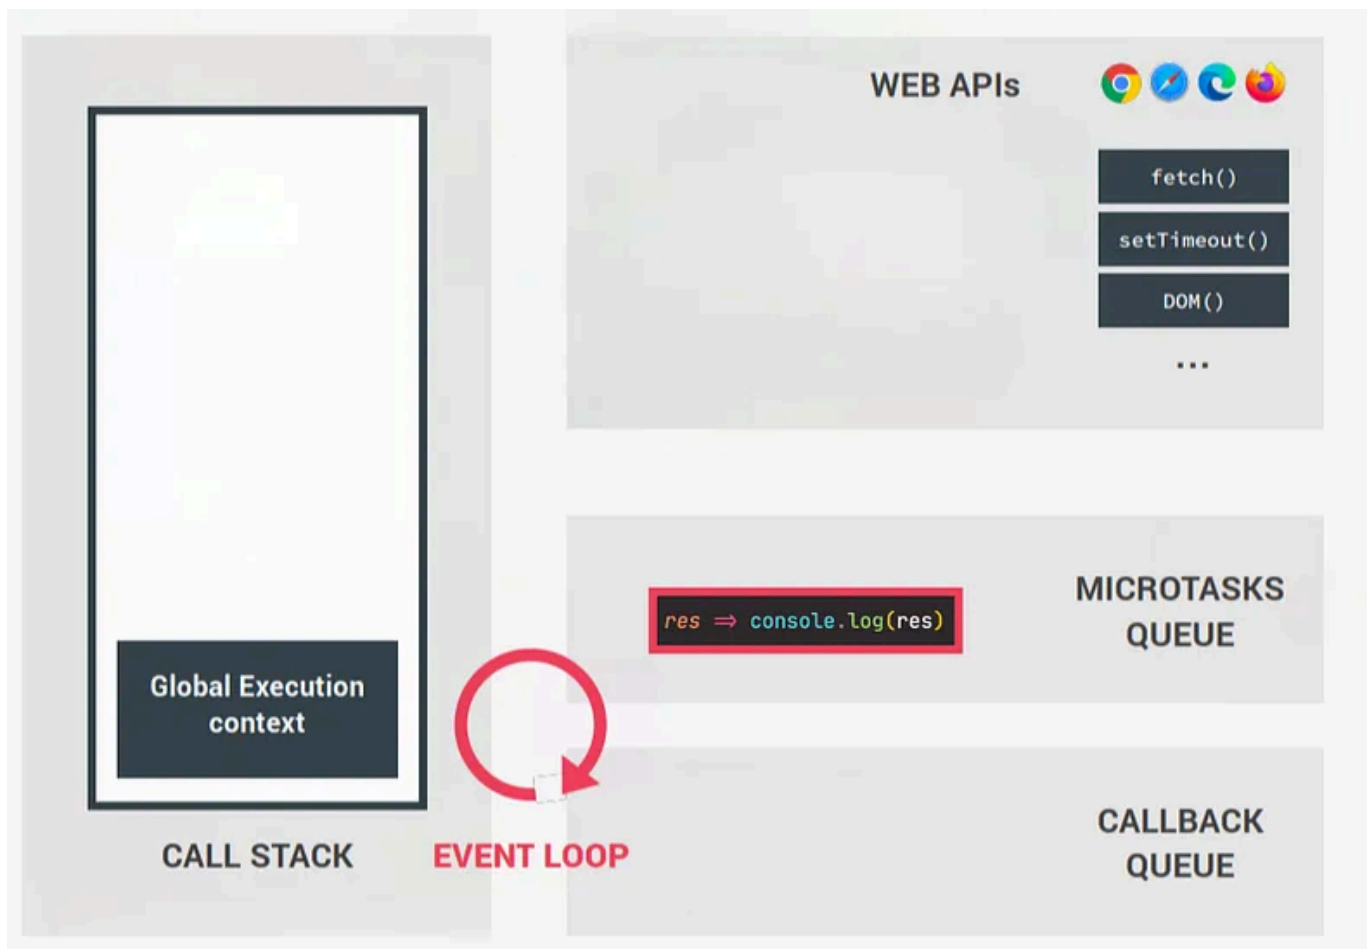 WEB APIs
fetch()
setTimeout()
DOM()
...
res => console.log(res)
MICROTASKS
QUEUE
Global Execution
context
CALL STACK
EVENT LOOP
CALLBACK
QUEUE